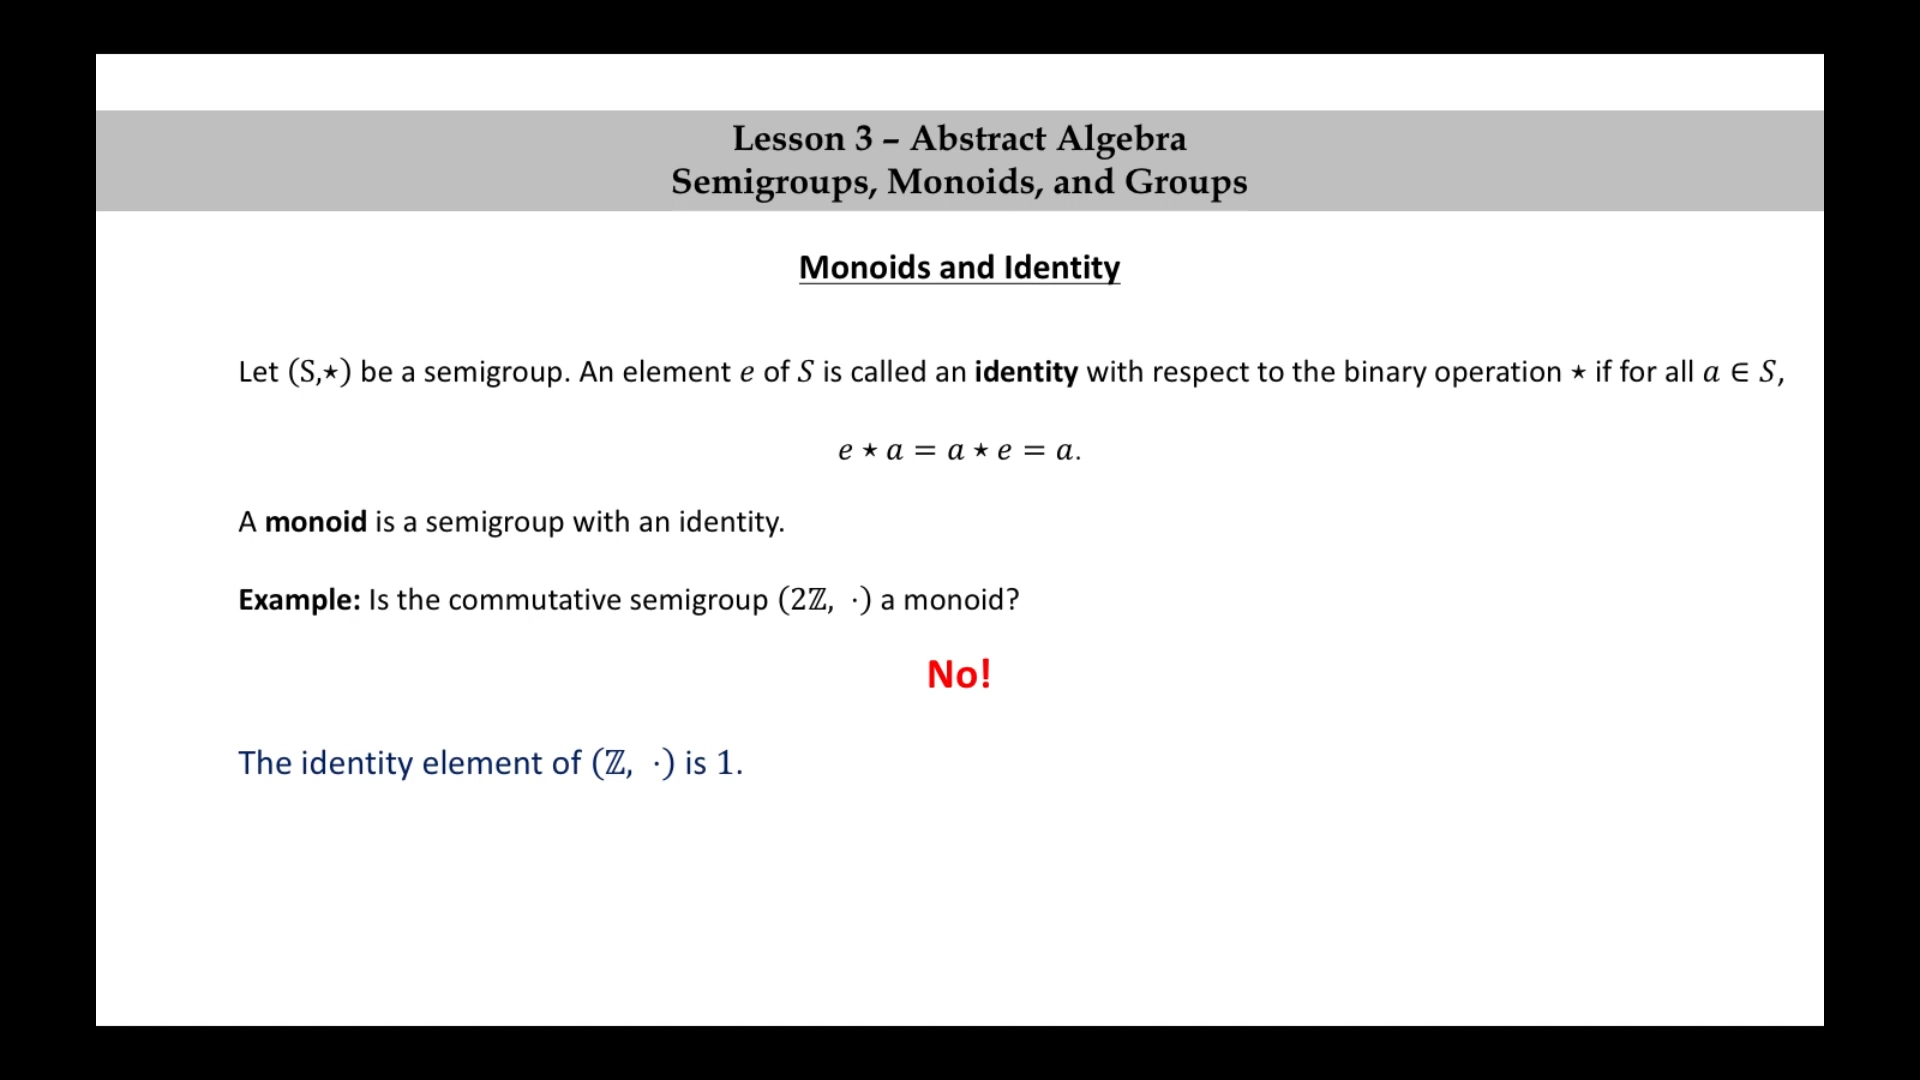 Lesson 3 – Abstract Algebra
Semigroups, Monoids, and Groups
Monoids and Identity
Let (S,⋆) be a semigroup. An element e of S is called an identity with respect to the binary operation ⋆ if for all a ∈ S,
e ⋆ a = a ⋆ e = a.
A monoid is a semigroup with an identity.
Example: Is the commutative semigroup (2ℤ, ·) a monoid?
No!
The identity element of (ℤ, ·) is 1.